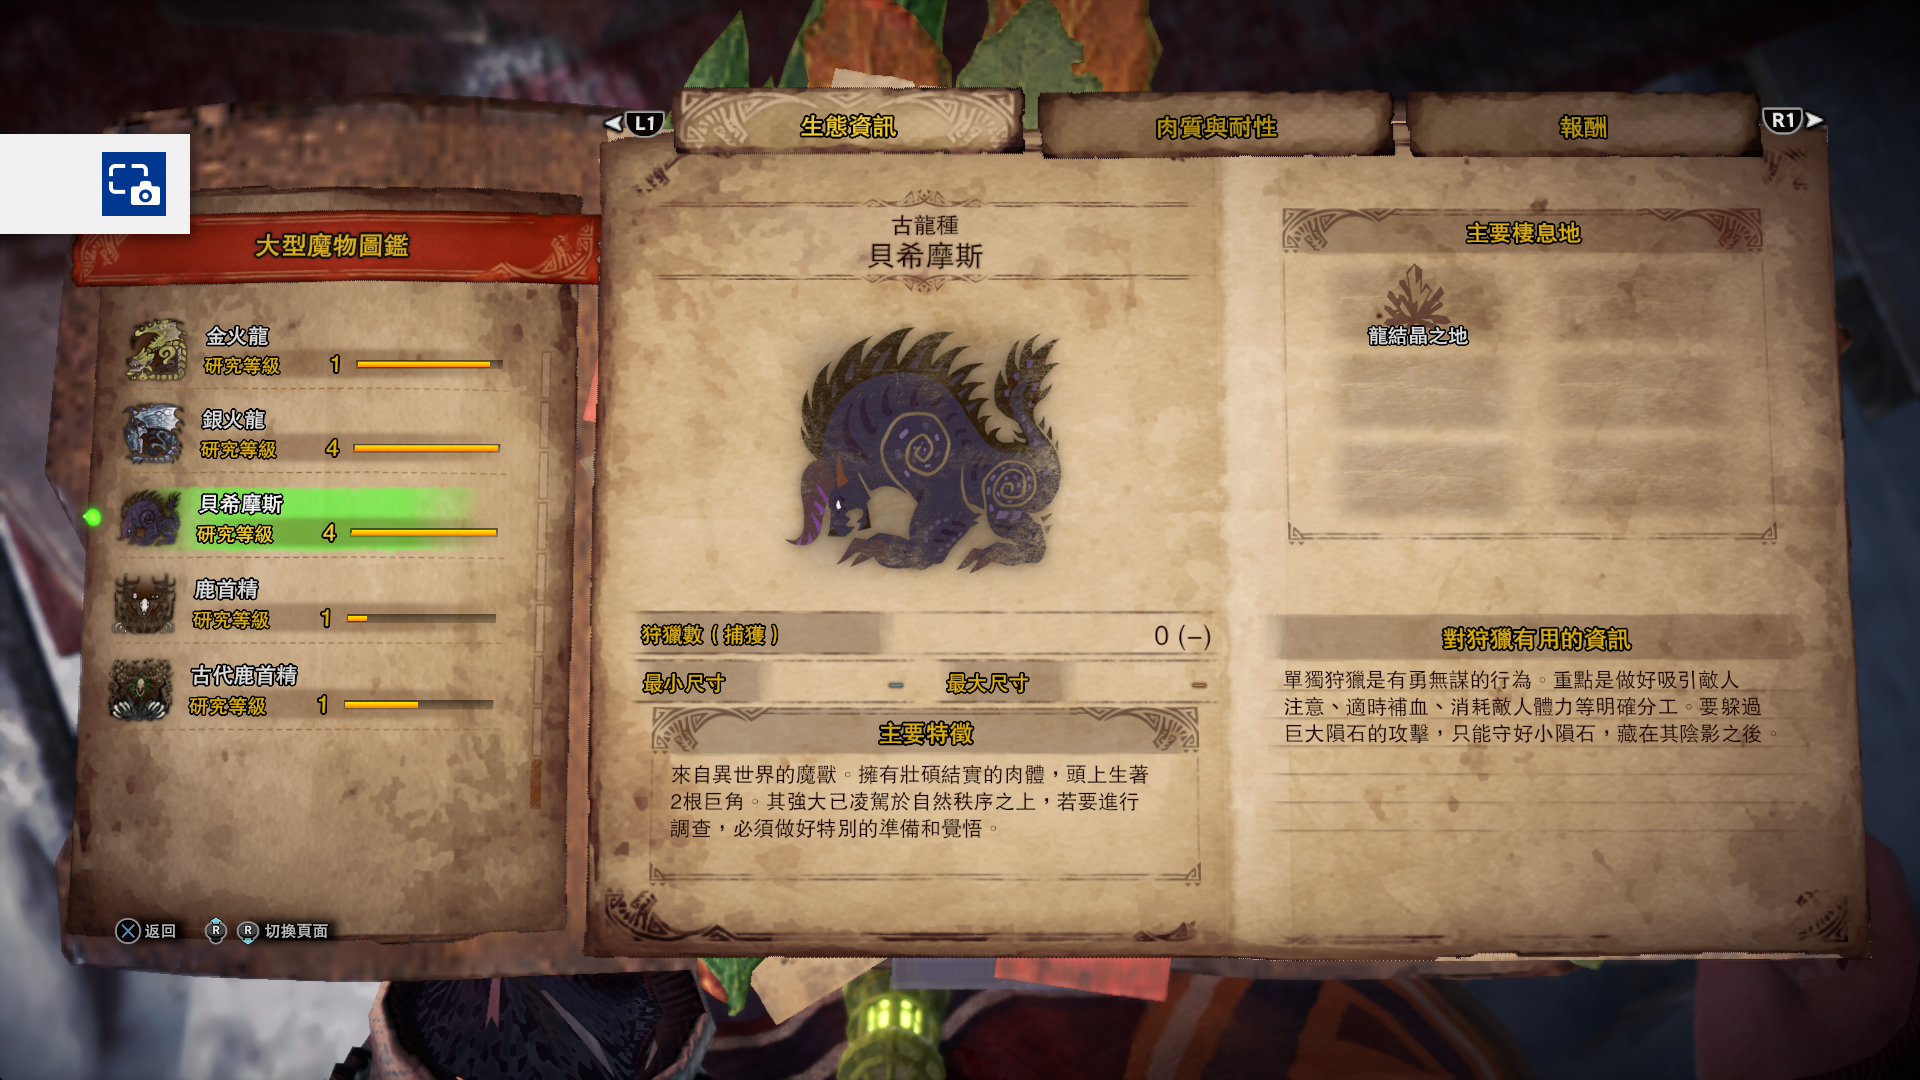 L1
生態資訊
肉質與耐性
報酬
R1
大型魔物圖鑑
金火龍
研究等級 1
銀火龍
研究等級 4
貝希摩斯
研究等級 4
鹿首精
研究等級 1
古代鹿首精
研究等級 1
返回
R R 切換頁面
古龍種
貝希摩斯
狩獵數(捕獲) 0 (–)
最小尺寸 – 最大尺寸 –
主要特徵
來自異世界的魔獸。擁有壯碩結實的肉體,頭上生著
2根巨角。其強大已凌駕於自然秩序之上,若要進行
調查,必須做好特別的準備和覺悟。
主要棲息地
龍結晶之地
對狩獵有用的資訊
單獨狩獵是有勇無謀的行為。重點是做好吸引敵人
注意、適時補血、消耗敵人體力等明確分工。要躲過
巨大隕石的攻擊,只能守好小隕石,藏在其陰影之後。